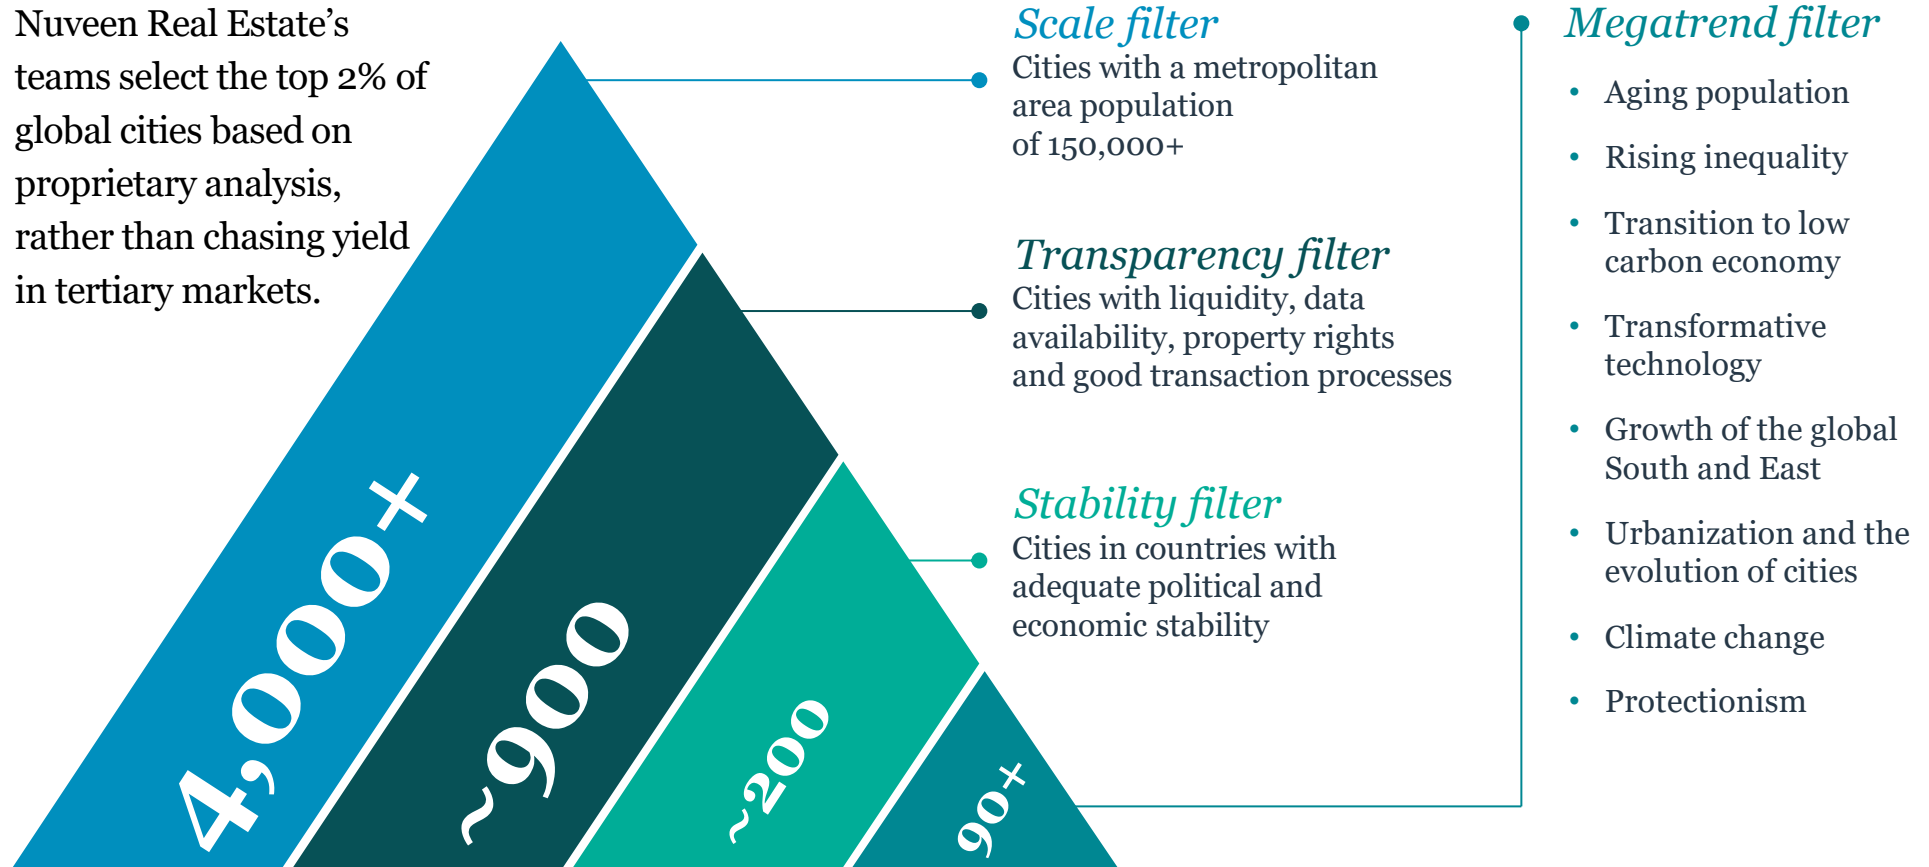 Nuveen Real Estate’s
teams select the top 2% of
global cities based on
proprietary analysis,
rather than chasing yield
in tertiary markets.
4,000+
~900
~200
90+
Scale filter
Cities with a metropolitan
area population
of 150,000+
Transparency filter
Cities with liquidity, data
availability, property rights
and good transaction processes
Stability filter
Cities in countries with
adequate political and
economic stability
Megatrend filter
• Aging population
• Rising inequality
• Transition to low
carbon economy
• Transformative
technology
• Growth of the global
South and East
• Urbanization and the
evolution of cities
• Climate change
• Protectionism